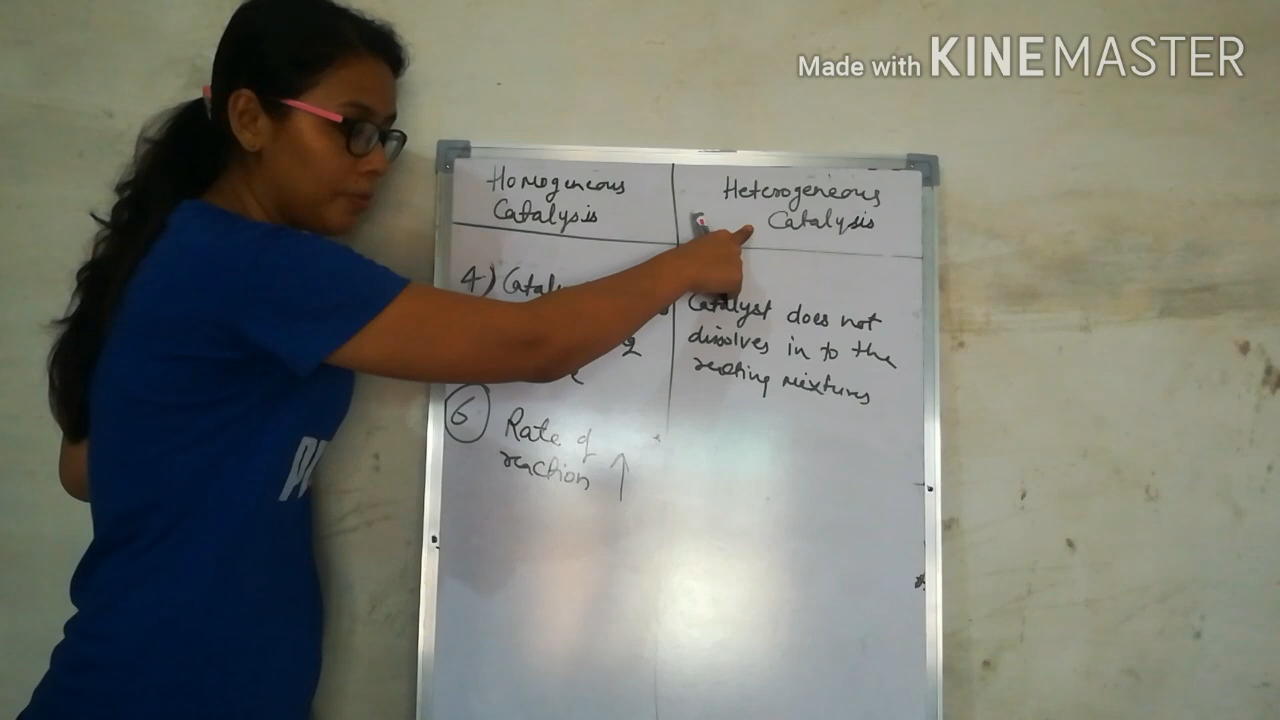 Made with KINEMASTER
Homogeneous
Catalysis
Heterogeneous
Catalysis
4)
Catalyst does not
dissolves in to the
reacting mixtures
6
Rate of
reaction ↑